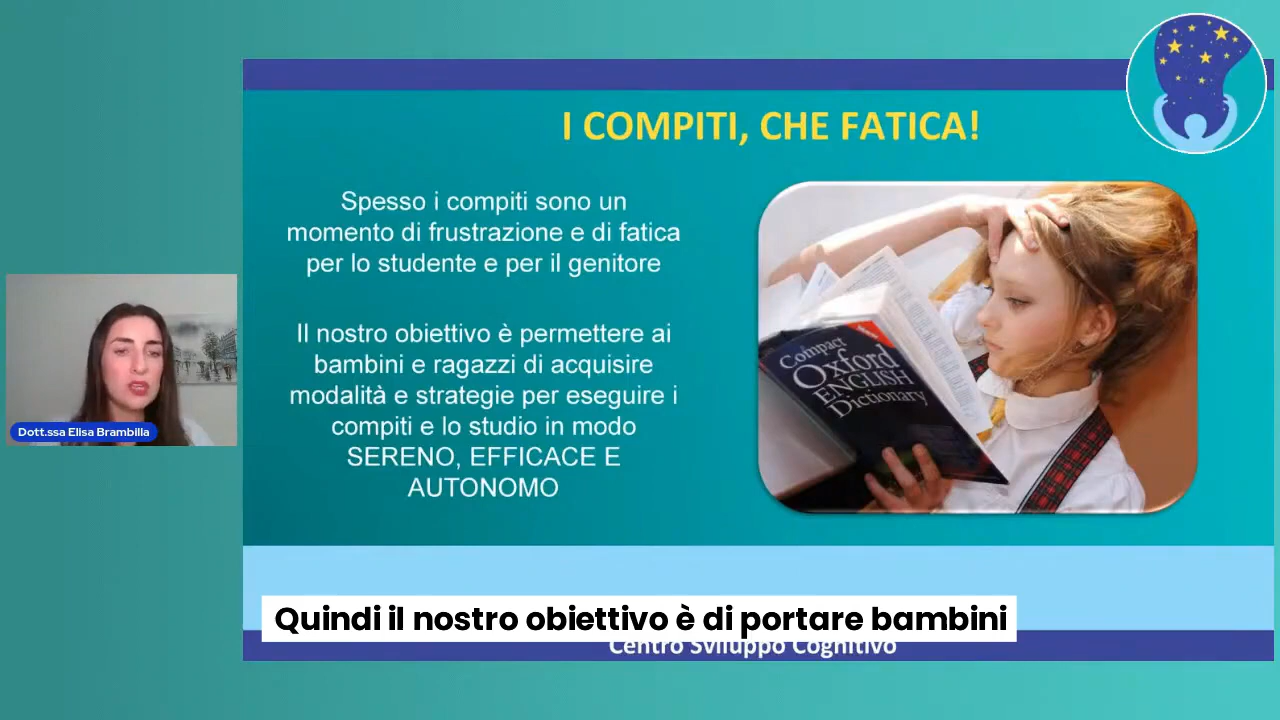 I COMPITI, CHE FATICA!
Spesso i compiti sono un
momento di frustrazione e di fatica
per lo studente e per il genitore
Il nostro obiettivo è permettere ai
bambini e ragazzi di acquisire
modalità e strategie per eseguire i
compiti e lo studio in modo
SERENO, EFFICACE E
AUTONOMO
Compact
Oxford
ENGLISH
Dictionary
Dott.ssa Elisa Brambilla
Quindi il nostro obiettivo è di portare bambini
Centro Sviluppo Cognitivo